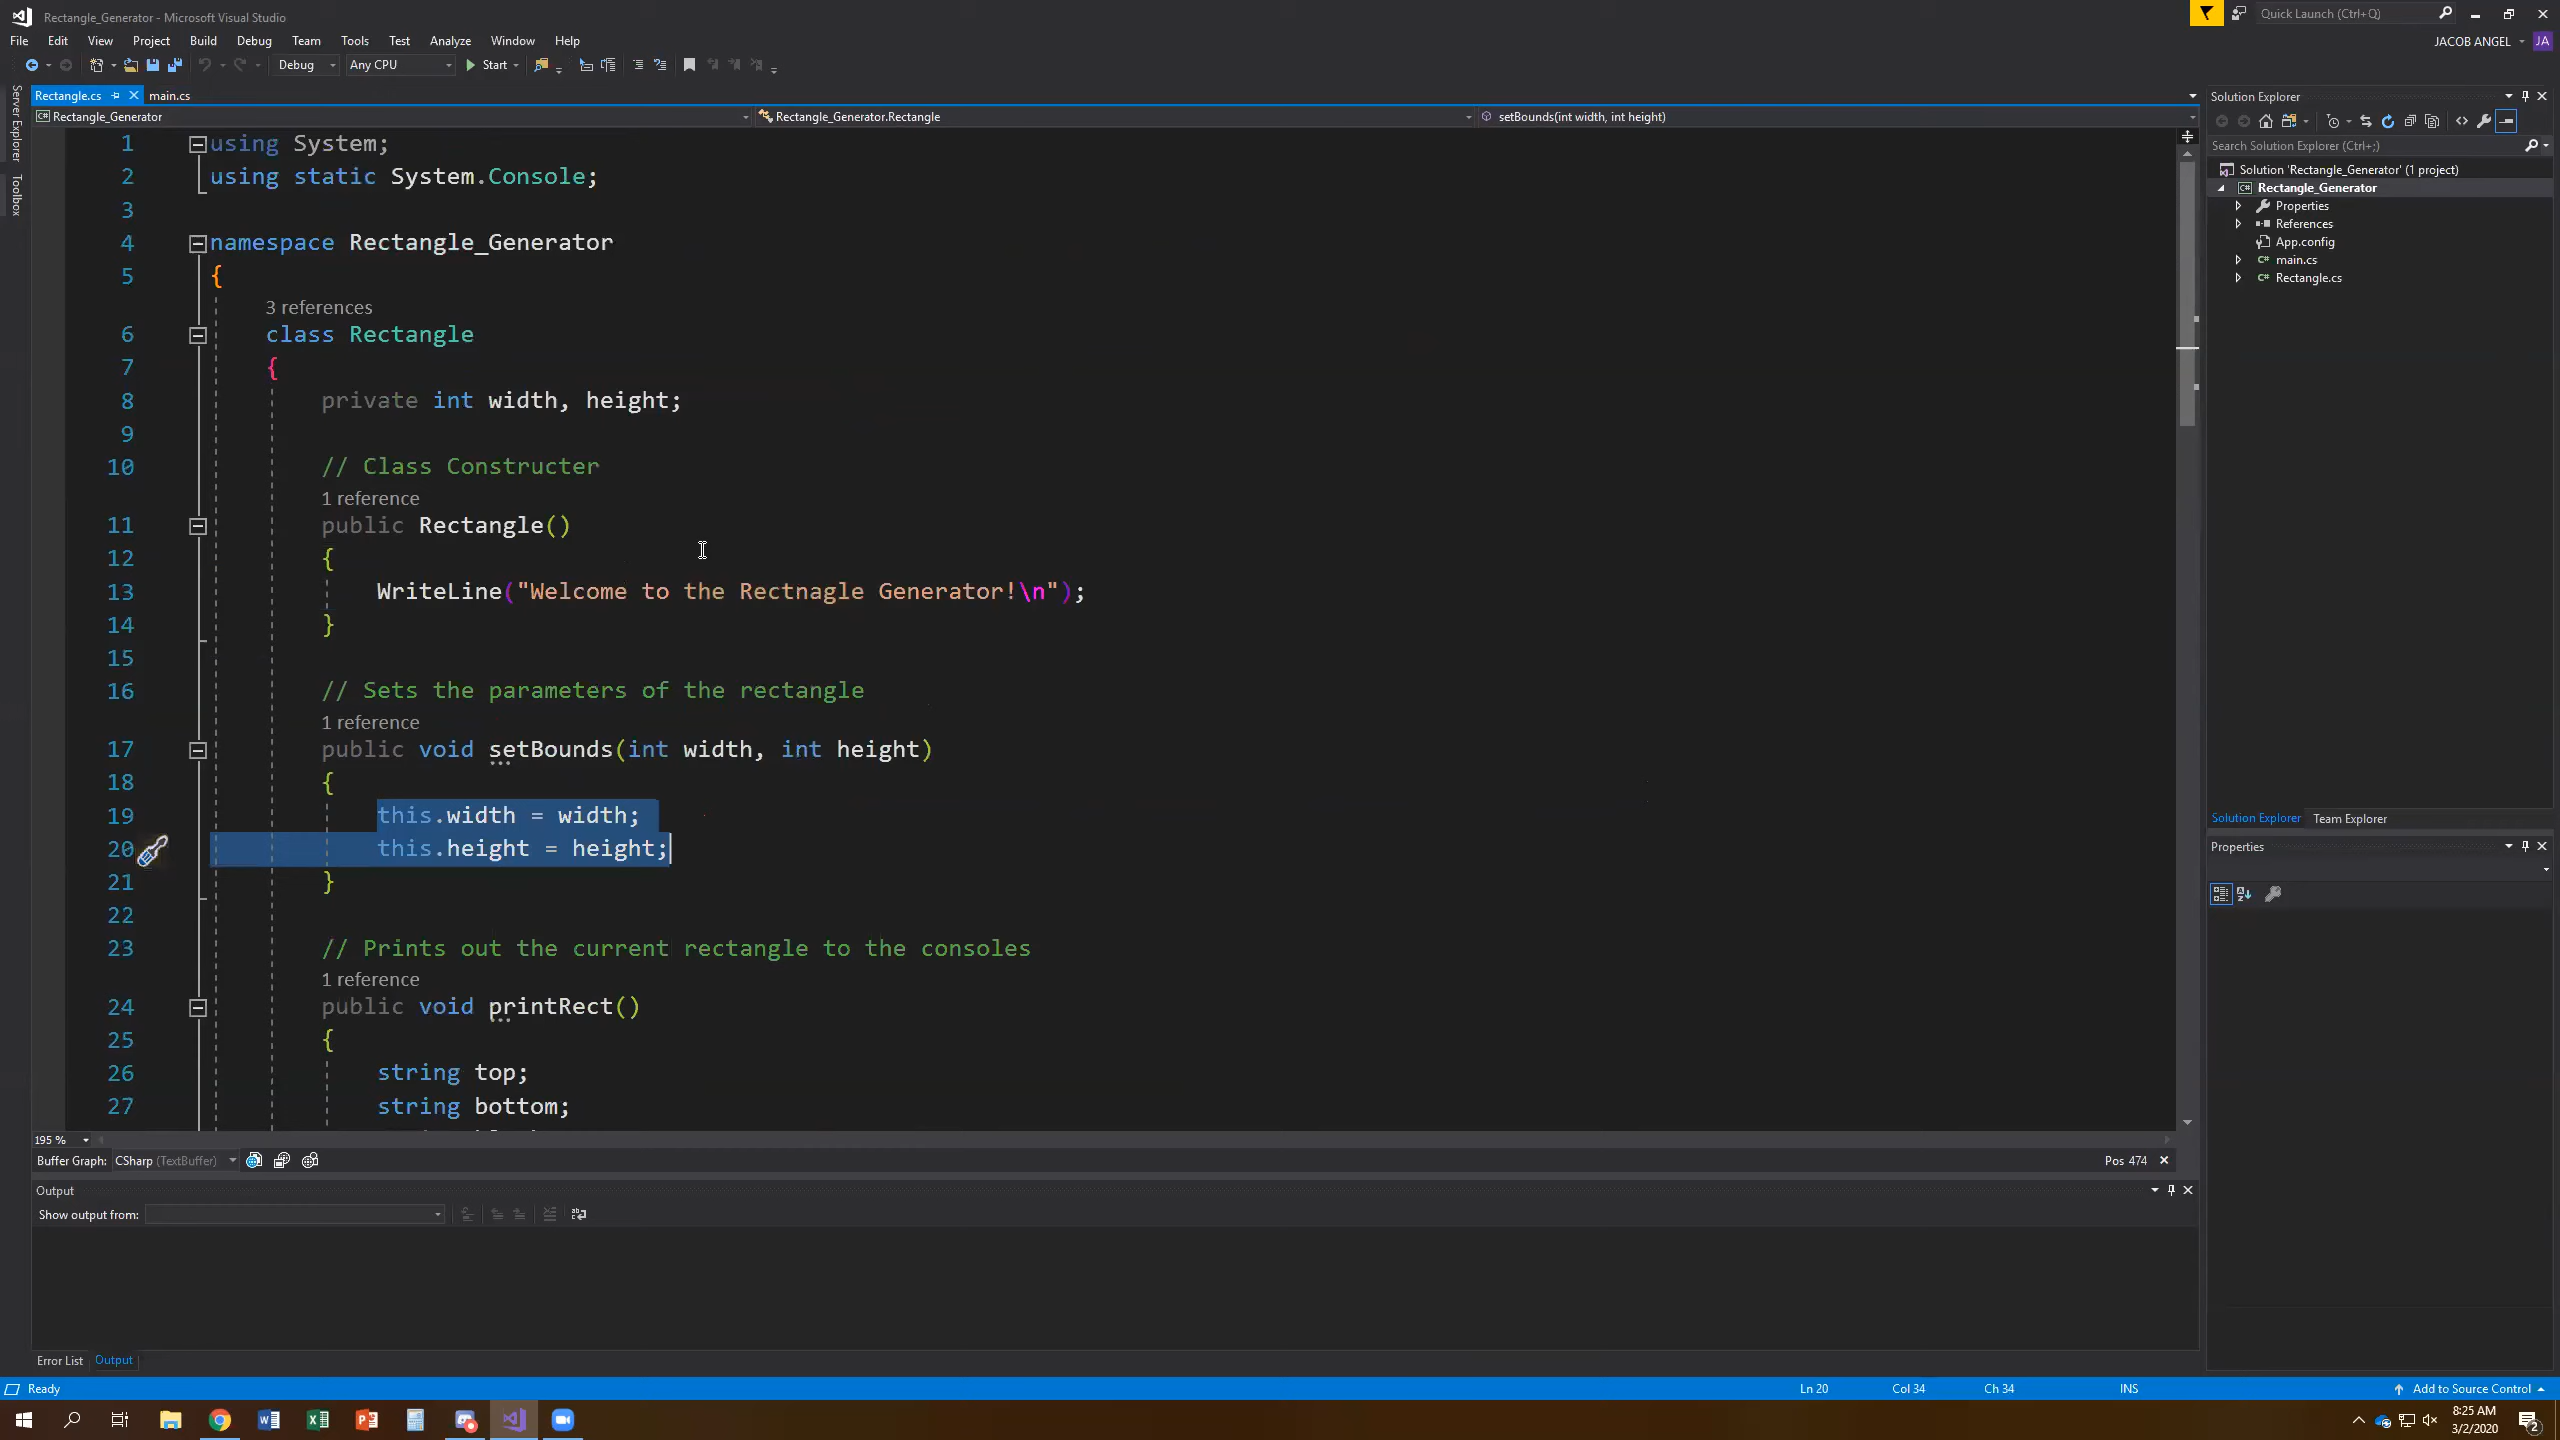 Rectangle_Generator - Microsoft Visual Studio
Quick Launch (Ctrl+Q)
File Edit View Project Build Debug Team Tools Test Analyze Window Help
JACOB ANGEL JA
Debug Any CPU Start
Server Explorer
Toolbox
Rectangle.cs main.cs
Rectangle_Generator Rectangle_Generator.Rectangle setBounds(int width, int height)
1 using System;
2 using static System.Console;
3
4 namespace Rectangle_Generator
5 {
3 references
6 class Rectangle
7 {
8 private int width, height;
9
10 // Class Constructer
1 reference
11 public Rectangle()
12 {
13 WriteLine("Welcome to the Rectnagle Generator!\n");
14 }
15
16 // Sets the parameters of the rectangle
1 reference
17 public void setBounds(int width, int height)
18 {
19 this.width = width;
20 this.height = height;
21 }
22
23 // Prints out the current rectangle to the consoles
1 reference
24 public void printRect()
25 {
26 string top;
27 string bottom;
195 %
Buffer Graph: CSharp (TextBuffer) Pos 474
Output
Show output from:
Error List Output
Solution Explorer
Search Solution Explorer (Ctrl+;)
Solution 'Rectangle_Generator' (1 project)
C# Rectangle_Generator
Properties
References
App.config
C# main.cs
C# Rectangle.cs
Solution Explorer Team Explorer
Properties
Ready Ln 20 Col 34 Ch 34 INS Add to Source Control
8:25 AM
3/2/2020
2